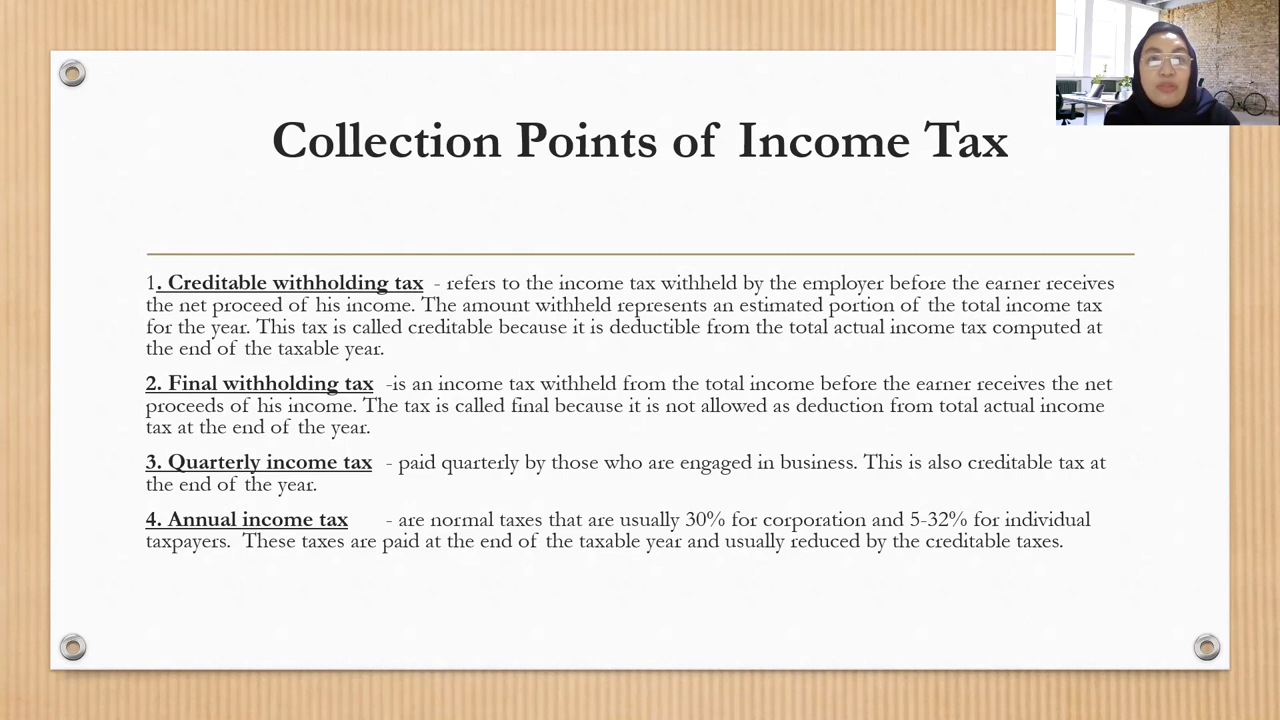 Collection Points of Income Tax
1. Creditable withholding tax - refers to the income tax withheld by the employer before the earner receives
the net proceed of his income. The amount withheld represents an estimated portion of the total income tax
for the year. This tax is called creditable because it is deductible from the total actual income tax computed at
the end of the taxable year.
2. Final withholding tax -is an income tax withheld from the total income before the earner receives the net
proceeds of his income. The tax is called final because it is not allowed as deduction from total actual income
tax at the end of the year.
3. Quarterly income tax - paid quarterly by those who are engaged in business. This is also creditable tax at
the end of the year.
4. Annual income tax - are normal taxes that are usually 30% for corporation and 5-32% for individual
taxpayers. These taxes are paid at the end of the taxable year and usually reduced by the creditable taxes.